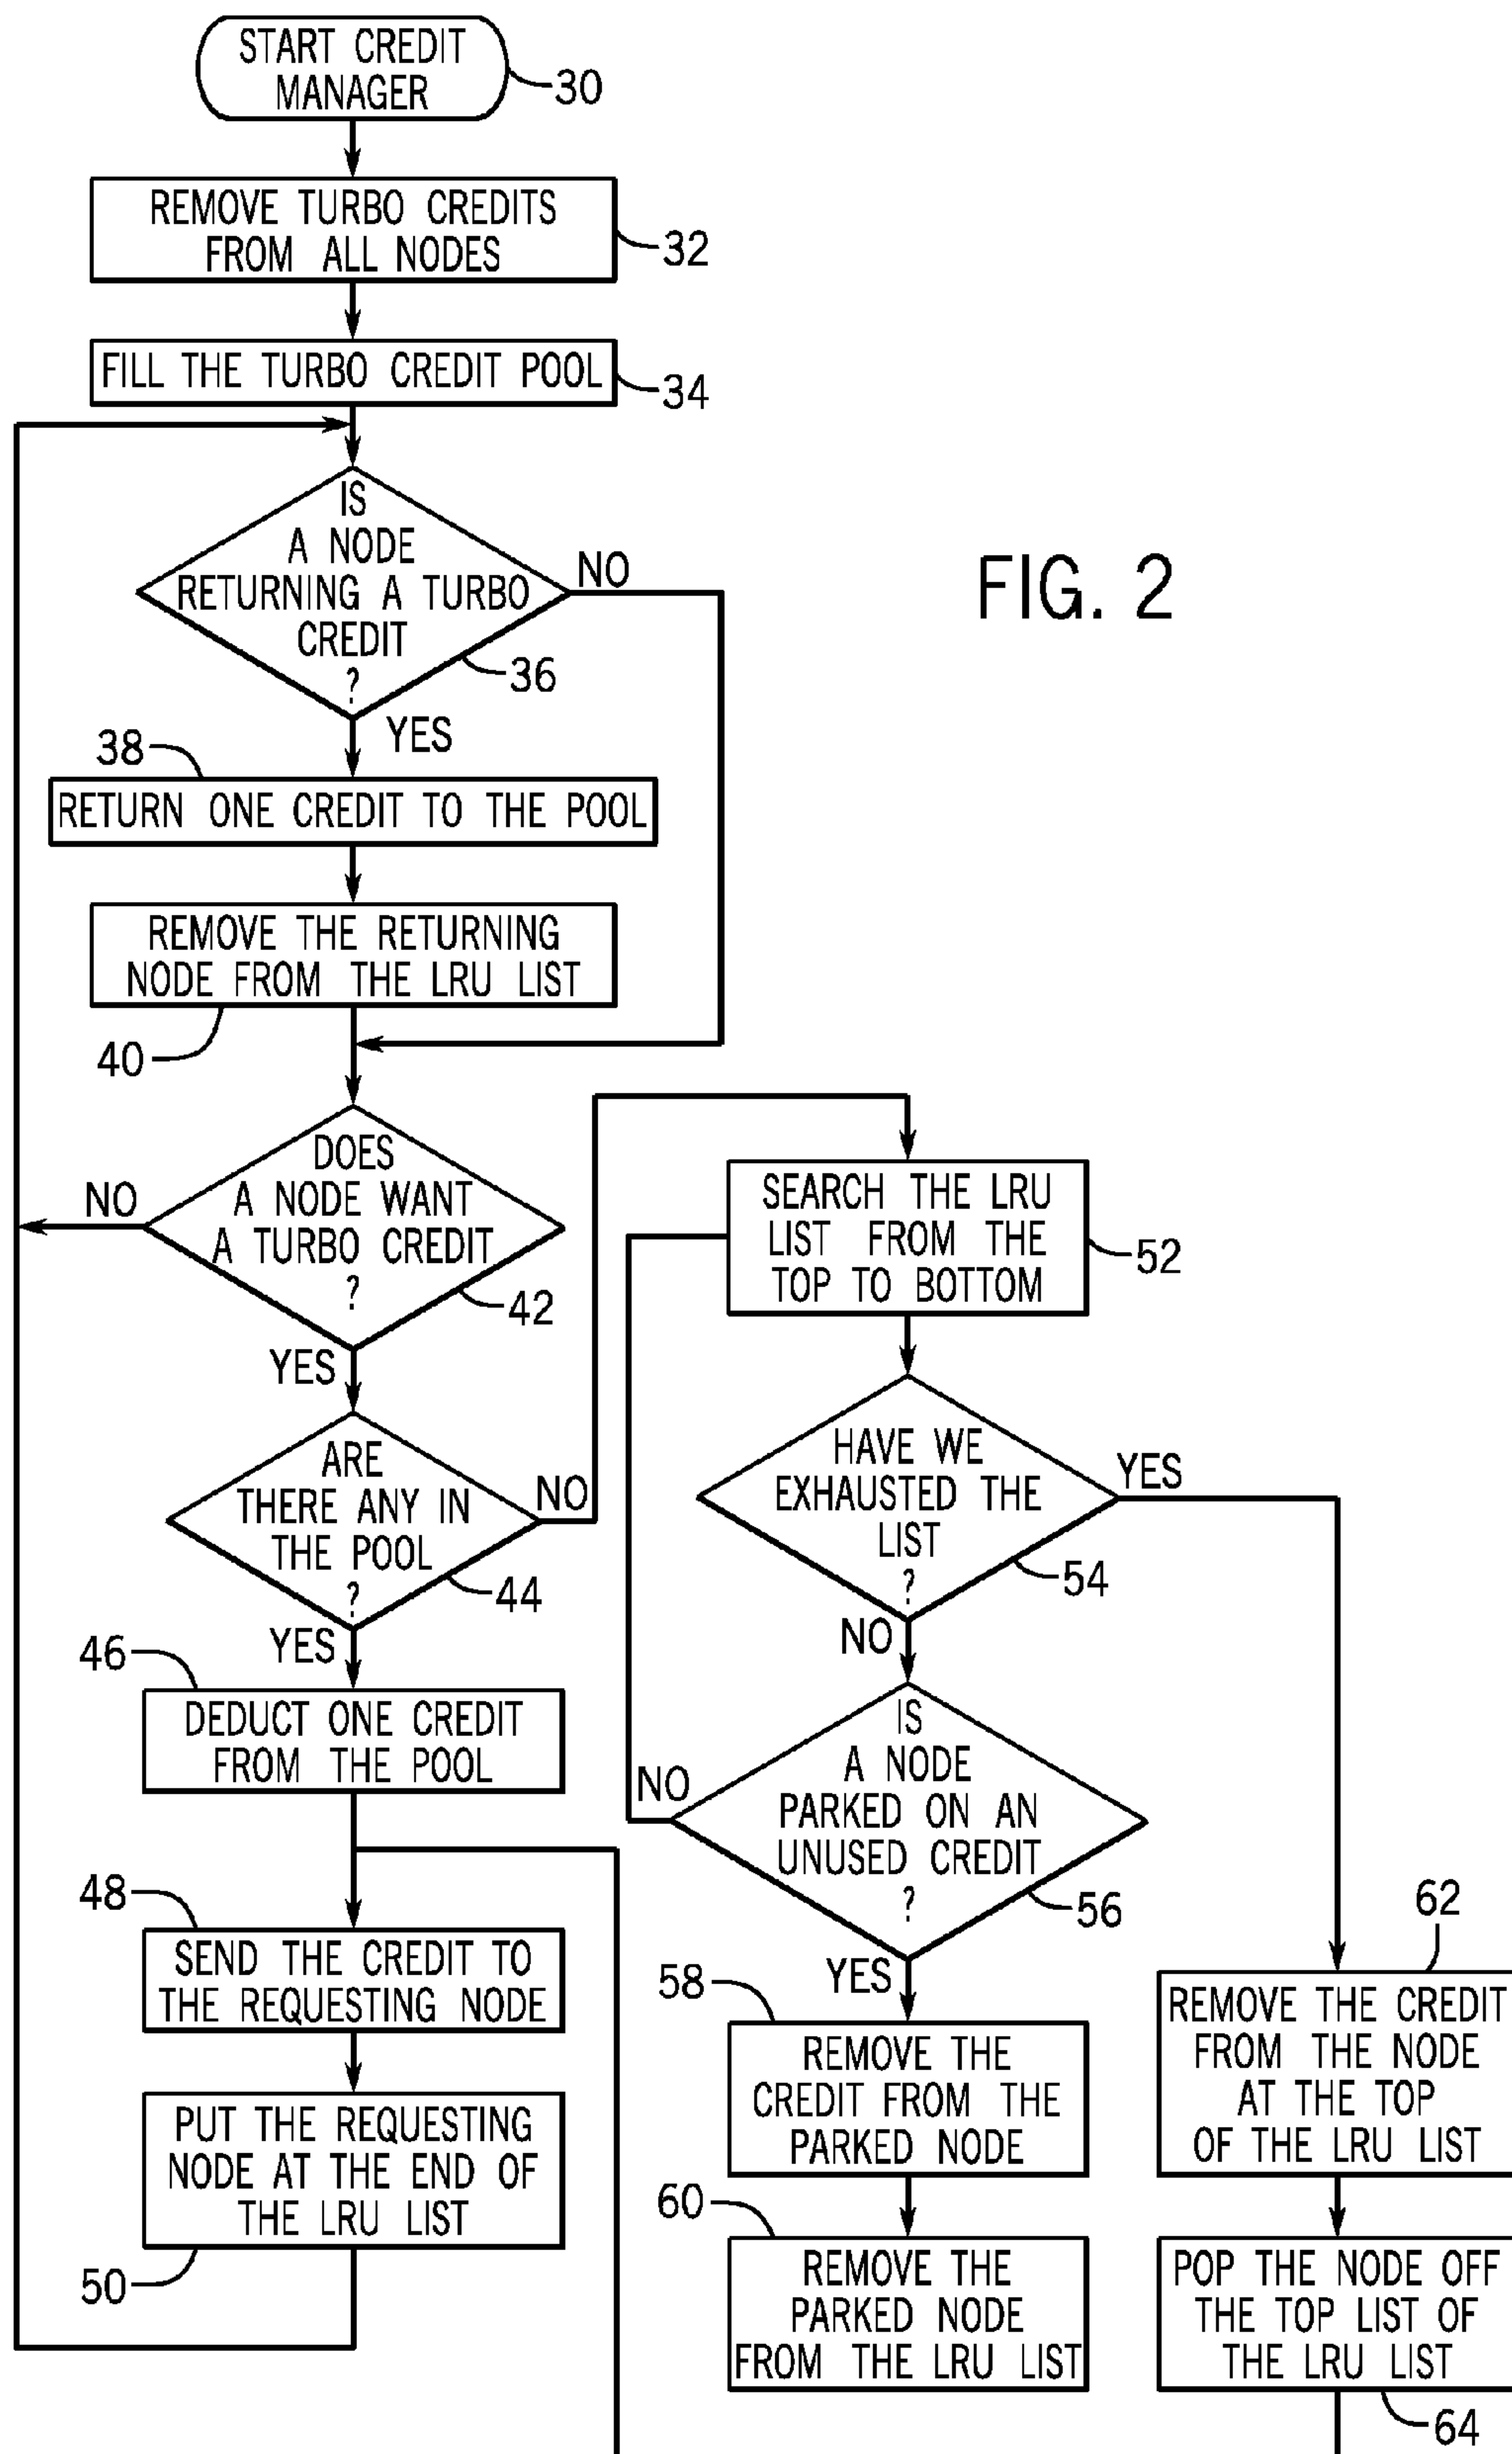 START CREDIT
MANAGER
30
REMOVE TURBO CREDITS
FROM ALL NODES
32
FILL THE TURBO CREDIT POOL
34
IS
A NODE
RETURNING A TURBO
CREDIT
?
NO
36
YES
FIG. 2
38
RETURN ONE CREDIT TO THE POOL
REMOVE THE RETURNING
NODE FROM THE LRU LIST
40
DOES
A NODE WANT
A TURBO CREDIT
?
NO
42
YES
ARE
THERE ANY IN
THE POOL
?
NO
44
YES
46
DEDUCT ONE CREDIT
FROM THE POOL
48
SEND THE CREDIT TO
THE REQUESTING NODE
PUT THE REQUESTING
NODE AT THE END OF
THE LRU LIST
50
SEARCH THE LRU
LIST FROM THE
TOP TO BOTTOM
52
HAVE WE
EXHAUSTED THE
LIST
?
YES
54
NO
IS
A NODE
PARKED ON AN
UNUSED CREDIT
?
NO
56
YES
58
REMOVE THE
CREDIT FROM THE
PARKED NODE
60
REMOVE THE
PARKED NODE
FROM THE LRU LIST
62
REMOVE THE CREDIT
FROM THE NODE
AT THE TOP
OF THE LRU LIST
POP THE NODE OFF
THE TOP LIST OF
THE LRU LIST
64